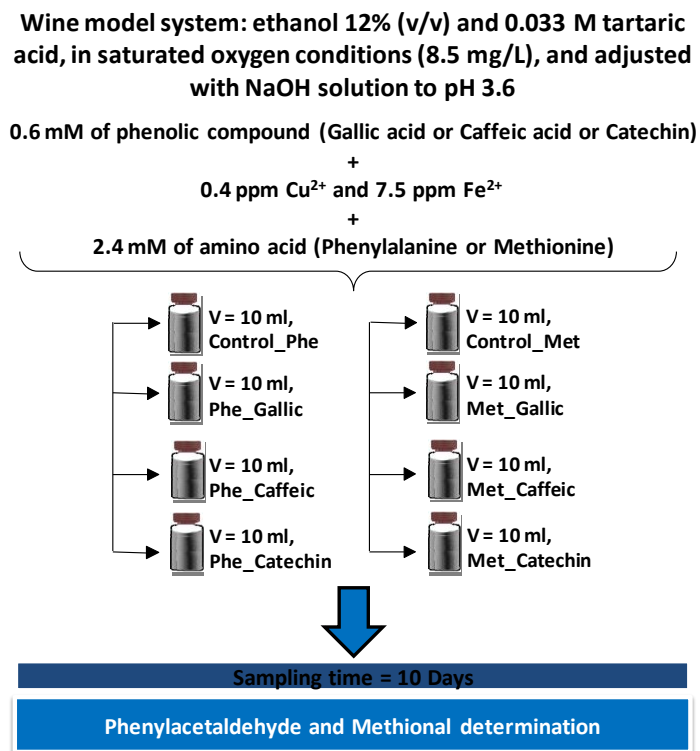 Wine model system: ethanol 12% (v/v) and 0.033 M tartaric
acid, in saturated oxygen conditions (8.5 mg/L), and adjusted
with NaOH solution to pH 3.6
0.6 mM of phenolic compound (Gallic acid or Caffeic acid or Catechin)
+
0.4 ppm Cu²⁺ and 7.5 ppm Fe²⁺
+
2.4 mM of amino acid (Phenylalanine or Methionine)
V = 10 ml,
Control_Phe
V = 10 ml,
Phe_Gallic
V = 10 ml,
Phe_Caffeic
V = 10 ml,
Phe_Catechin
V = 10 ml,
Control_Met
V = 10 ml,
Met_Gallic
V = 10 ml,
Met_Caffeic
V = 10 ml,
Met_Catechin
Sampling time = 10 Days
Phenylacetaldehyde and Methional determination